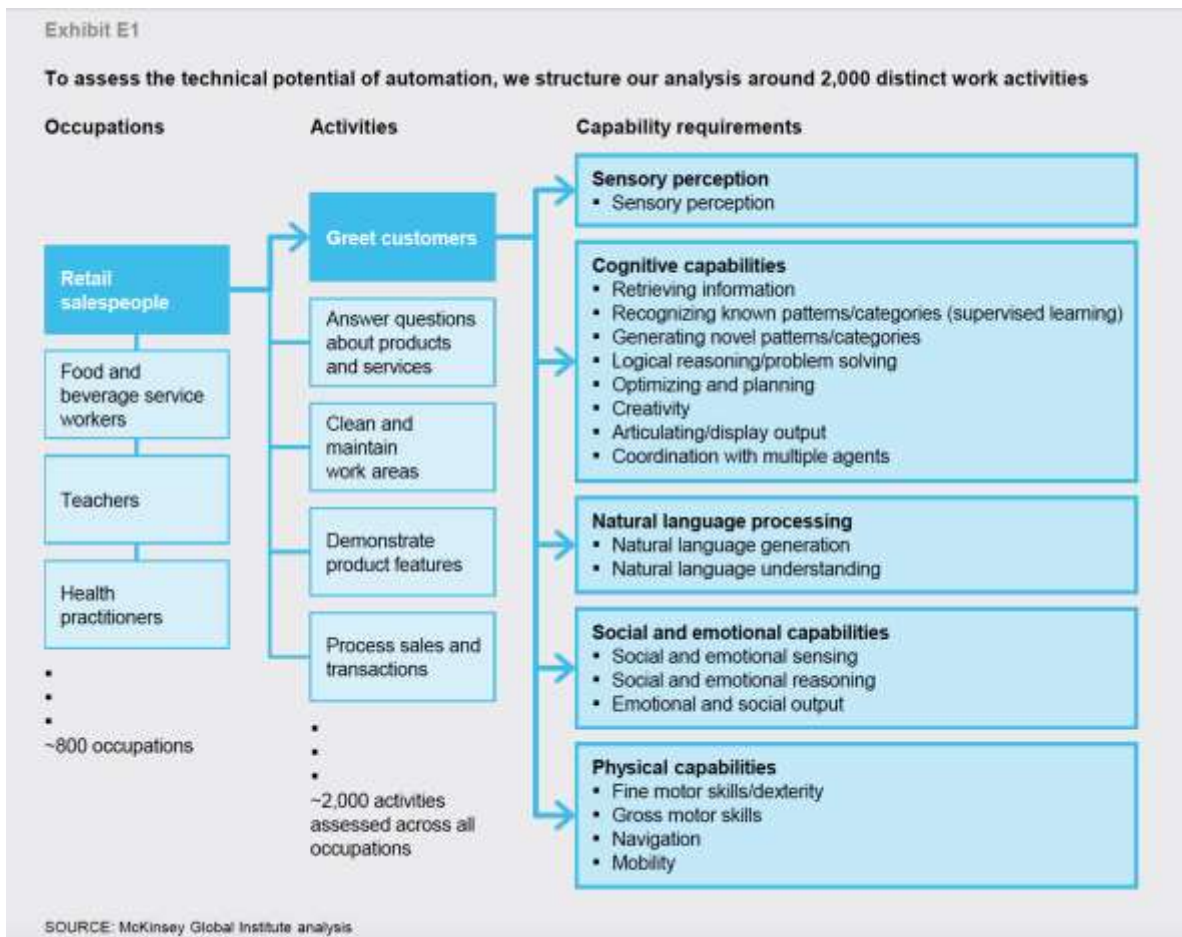 Exhibit E1
To assess the technical potential of automation, we structure our analysis around 2,000 distinct work activities
Occupations
Retail
salespeople
Food and
beverage service
workers
Teachers
Health
practitioners
▪
▪
▪
~800 occupations
Activities
Greet customers
Answer questions
about products
and services
Clean and
maintain
work areas
Demonstrate
product features
Process sales and
transactions
▪
▪
▪
~2,000 activities
assessed across all
occupations
Capability requirements
Sensory perception
▪ Sensory perception
Cognitive capabilities
▪ Retrieving information
▪ Recognizing known patterns/categories (supervised learning)
▪ Generating novel patterns/categories
▪ Logical reasoning/problem solving
▪ Optimizing and planning
▪ Creativity
▪ Articulating/display output
▪ Coordination with multiple agents
Natural language processing
▪ Natural language generation
▪ Natural language understanding
Social and emotional capabilities
▪ Social and emotional sensing
▪ Social and emotional reasoning
▪ Emotional and social output
Physical capabilities
▪ Fine motor skills/dexterity
▪ Gross motor skills
▪ Navigation
▪ Mobility
SOURCE: McKinsey Global Institute analysis